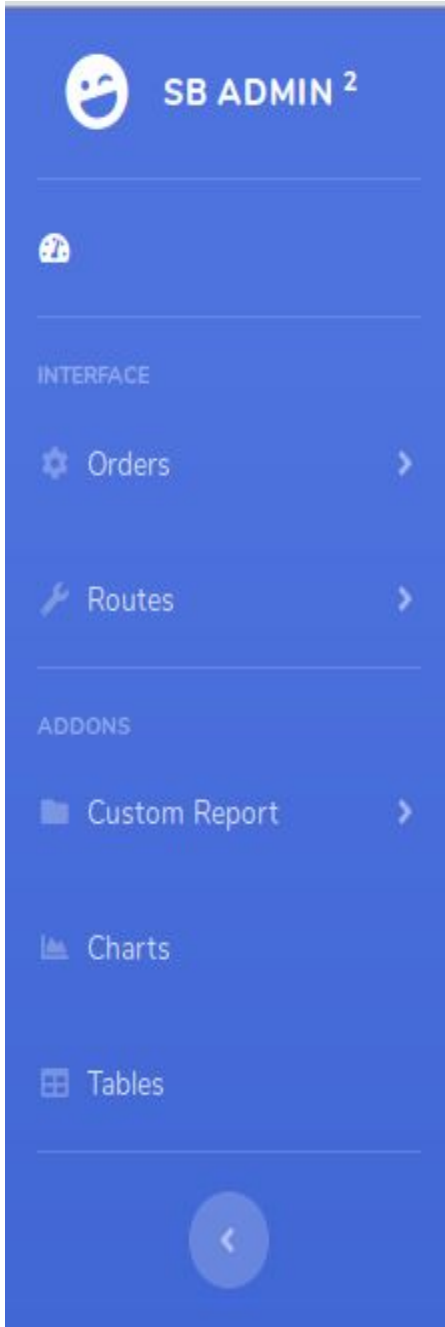 SB ADMIN 2
INTERFACE
Orders
Routes
ADDONS
Custom Report
Charts
Tables